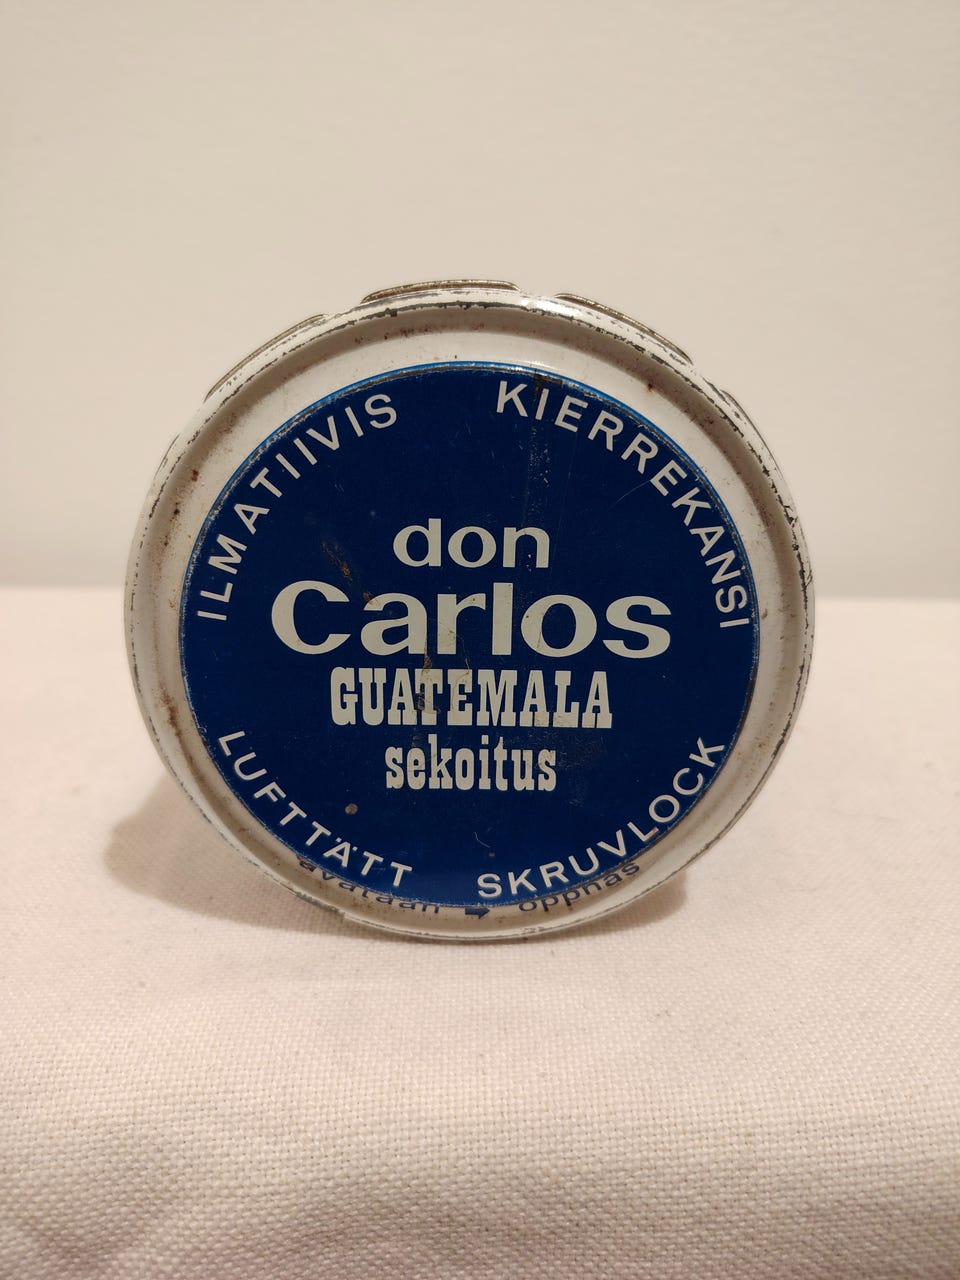 ILMATIIVIS KIERREKANSI
don
Carlos
GUATEMALA
sekoitus
LUFTTÄTT SKRUVLOCK
avataan ➡ öppnas